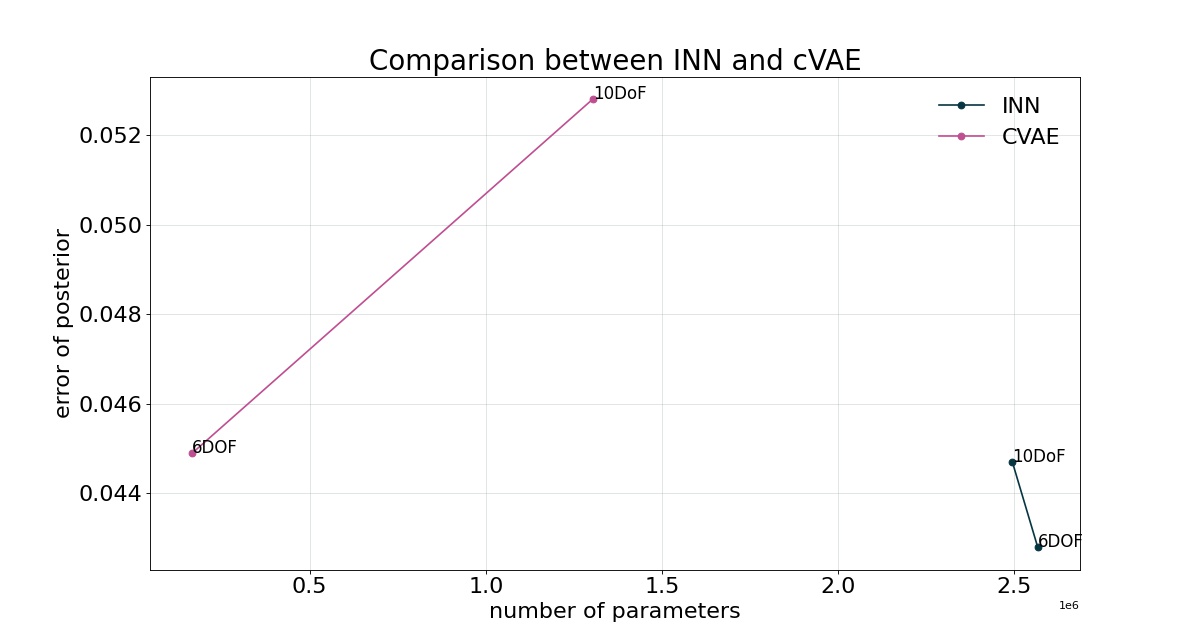 Comparison between INN and cVAE
INN
CVAE
10DoF
6DOF
10DoF
6DOF
error of posterior
0.052
0.050
0.048
0.046
0.044
0.5
1.0
1.5
2.0
2.5
1e6
number of parameters